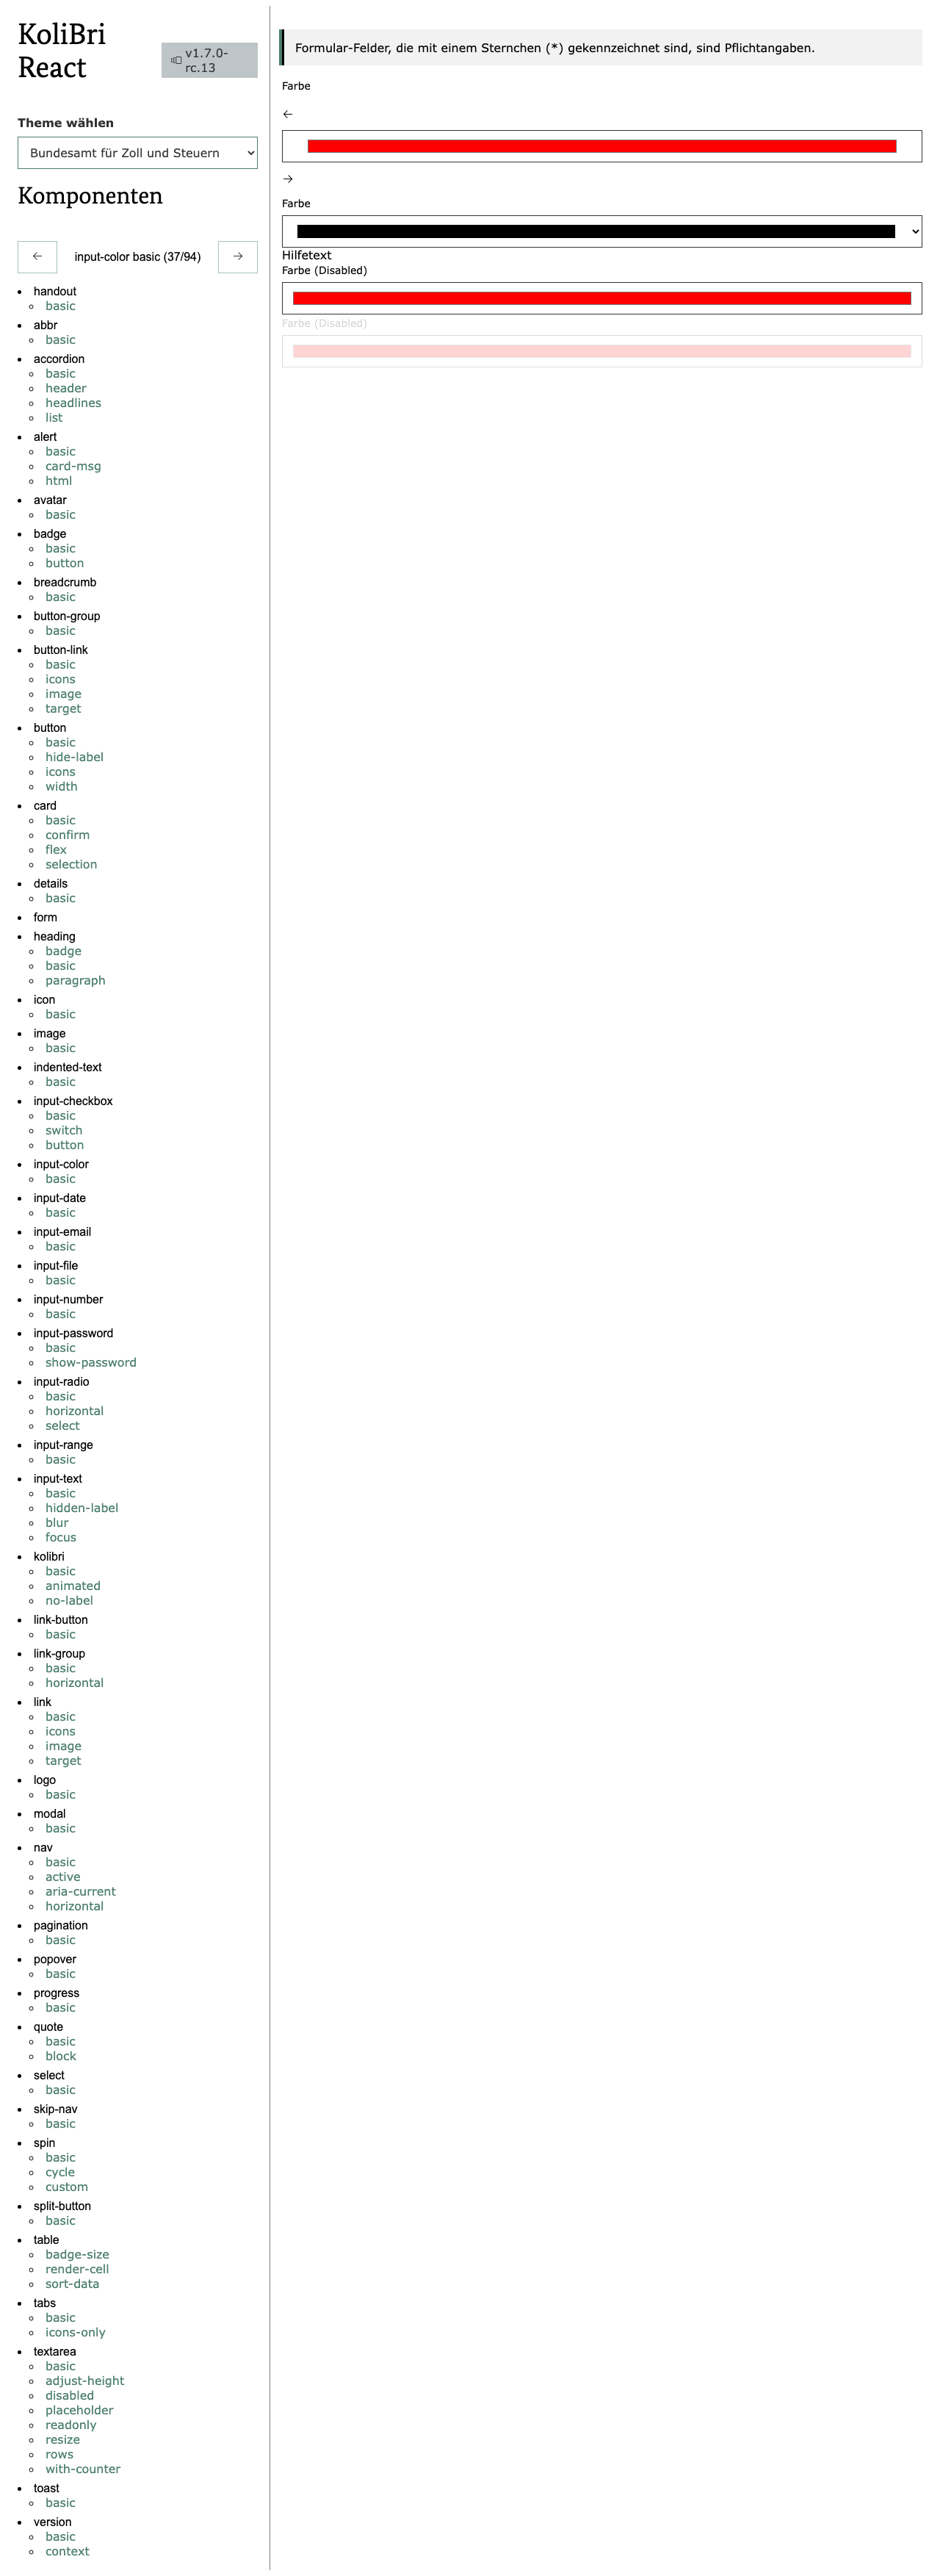 KoliBri
React
v1.7.0-
rc.13
Theme wählen
Bundesamt für Zoll und Steuern
Komponenten
← input-color basic (37/94) →
handout
basic
abbr
basic
accordion
basic
header
headlines
list
alert
basic
card-msg
html
avatar
basic
badge
basic
button
breadcrumb
basic
button-group
basic
button-link
basic
icons
image
target
button
basic
hide-label
icons
width
card
basic
confirm
flex
selection
details
basic
form
heading
badge
basic
paragraph
icon
basic
image
basic
indented-text
basic
input-checkbox
basic
switch
button
input-color
basic
input-date
basic
input-email
basic
input-file
basic
input-number
basic
input-password
basic
show-password
input-radio
basic
horizontal
select
input-range
basic
input-text
basic
hidden-label
blur
focus
kolibri
basic
animated
no-label
link-button
basic
link-group
basic
horizontal
link
basic
icons
image
target
logo
basic
modal
basic
nav
basic
active
aria-current
horizontal
pagination
basic
popover
basic
progress
basic
quote
basic
block
select
basic
skip-nav
basic
spin
basic
cycle
custom
split-button
basic
table
badge-size
render-cell
sort-data
tabs
basic
icons-only
textarea
basic
adjust-height
disabled
placeholder
readonly
resize
rows
with-counter
toast
basic
version
basic
context
Formular-Felder, die mit einem Sternchen (*) gekennzeichnet sind, sind Pflichtangaben.
Farbe
←
→
Farbe
Hilfetext
Farbe (Disabled)
Farbe (Disabled)